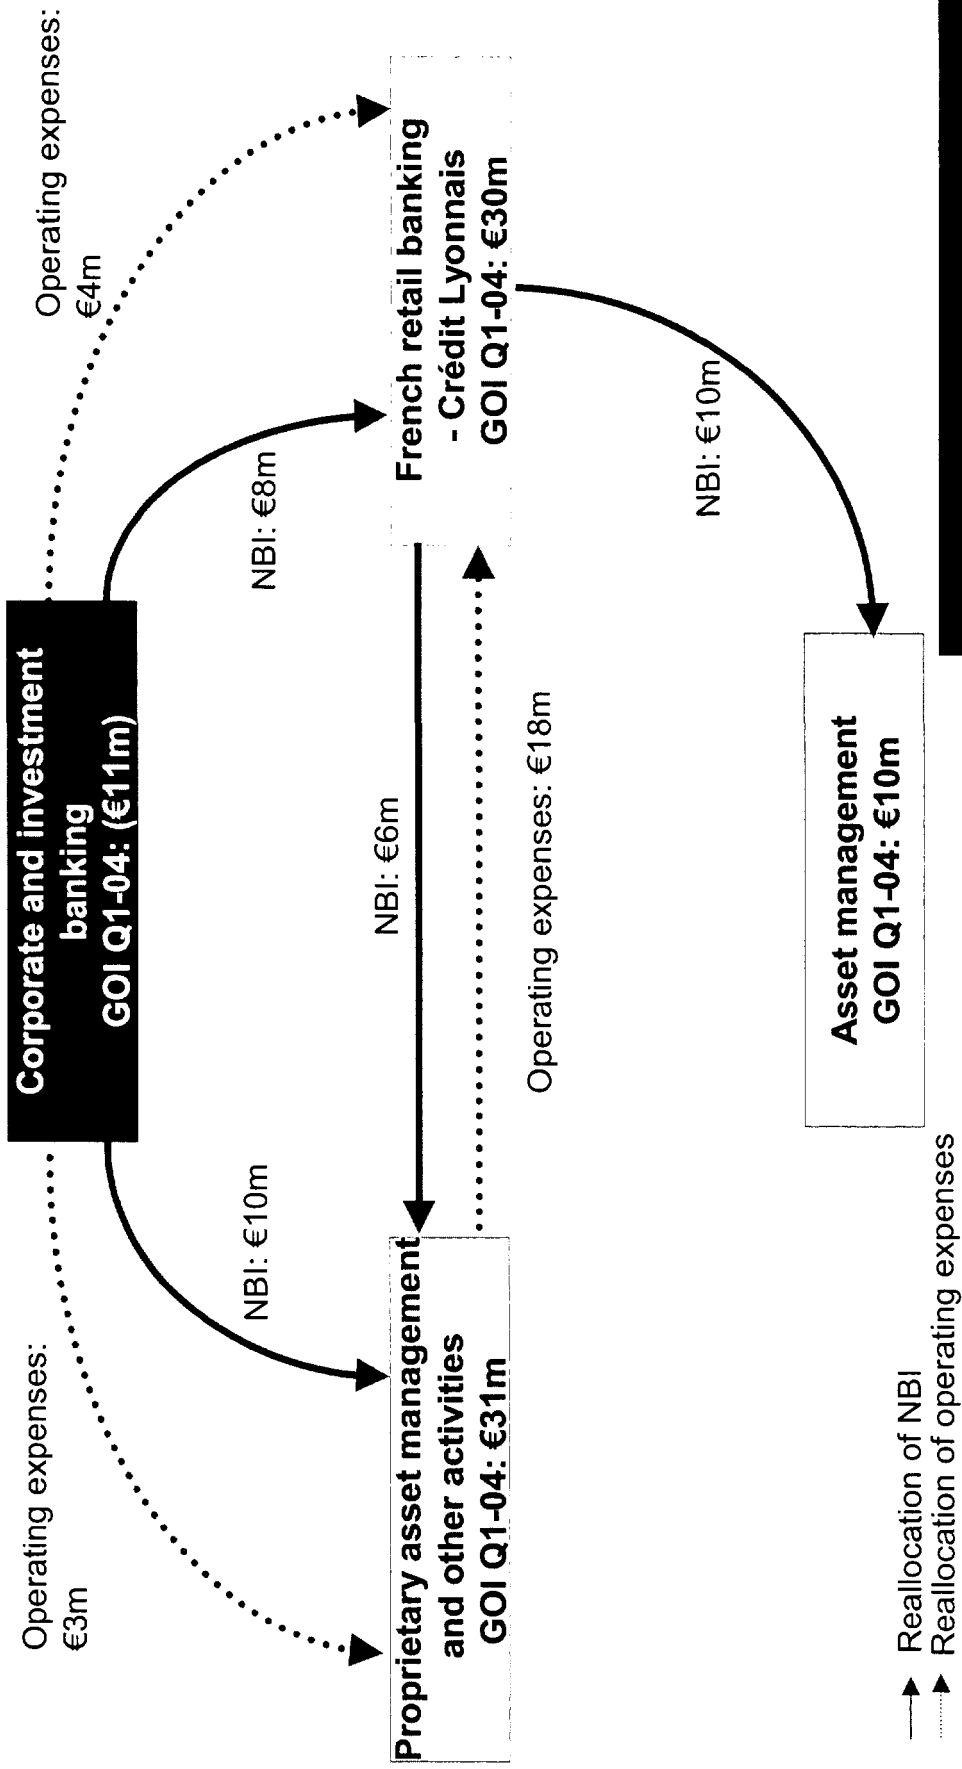 Operating expenses:
€3m
Corporate and investment
banking
GOI Q1-04: (€11m)
Operating expenses:
€4m
NBI: €10m
NBI: €8m
Proprietary asset management
and other activities
GOI Q1-04: €31m
NBI: €6m
Operating expenses: €18m
French retail banking
- Crédit Lyonnais
GOI Q1-04: €30m
NBI: €10m
Asset management
GOI Q1-04: €10m
Reallocation of NBI
Reallocation of operating expenses